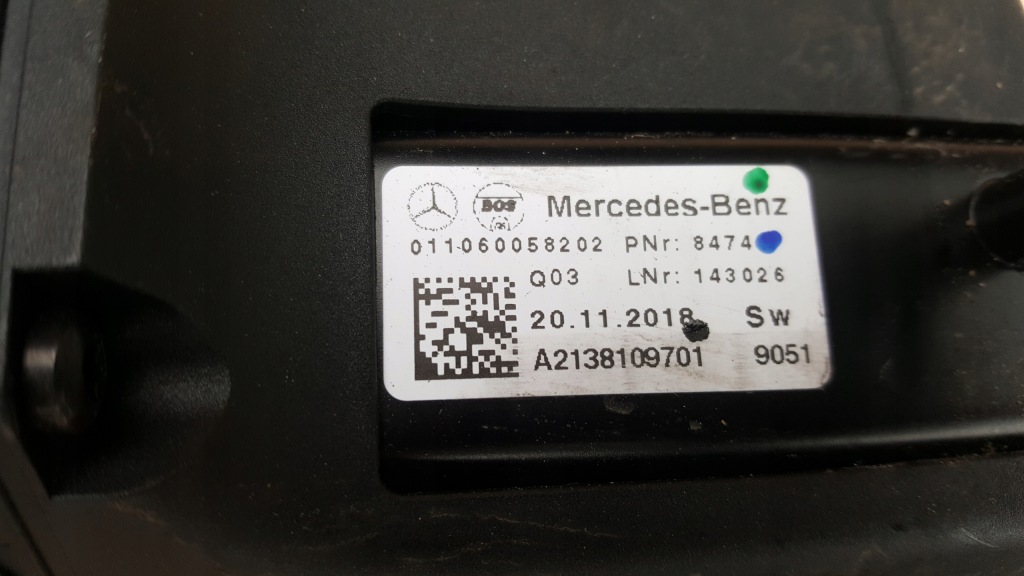 BOS Mercedes-Benz
011060058202 PNr: 8474
Q03 LNr: 143026
20.11.2018 Sw
A2138109701 9051